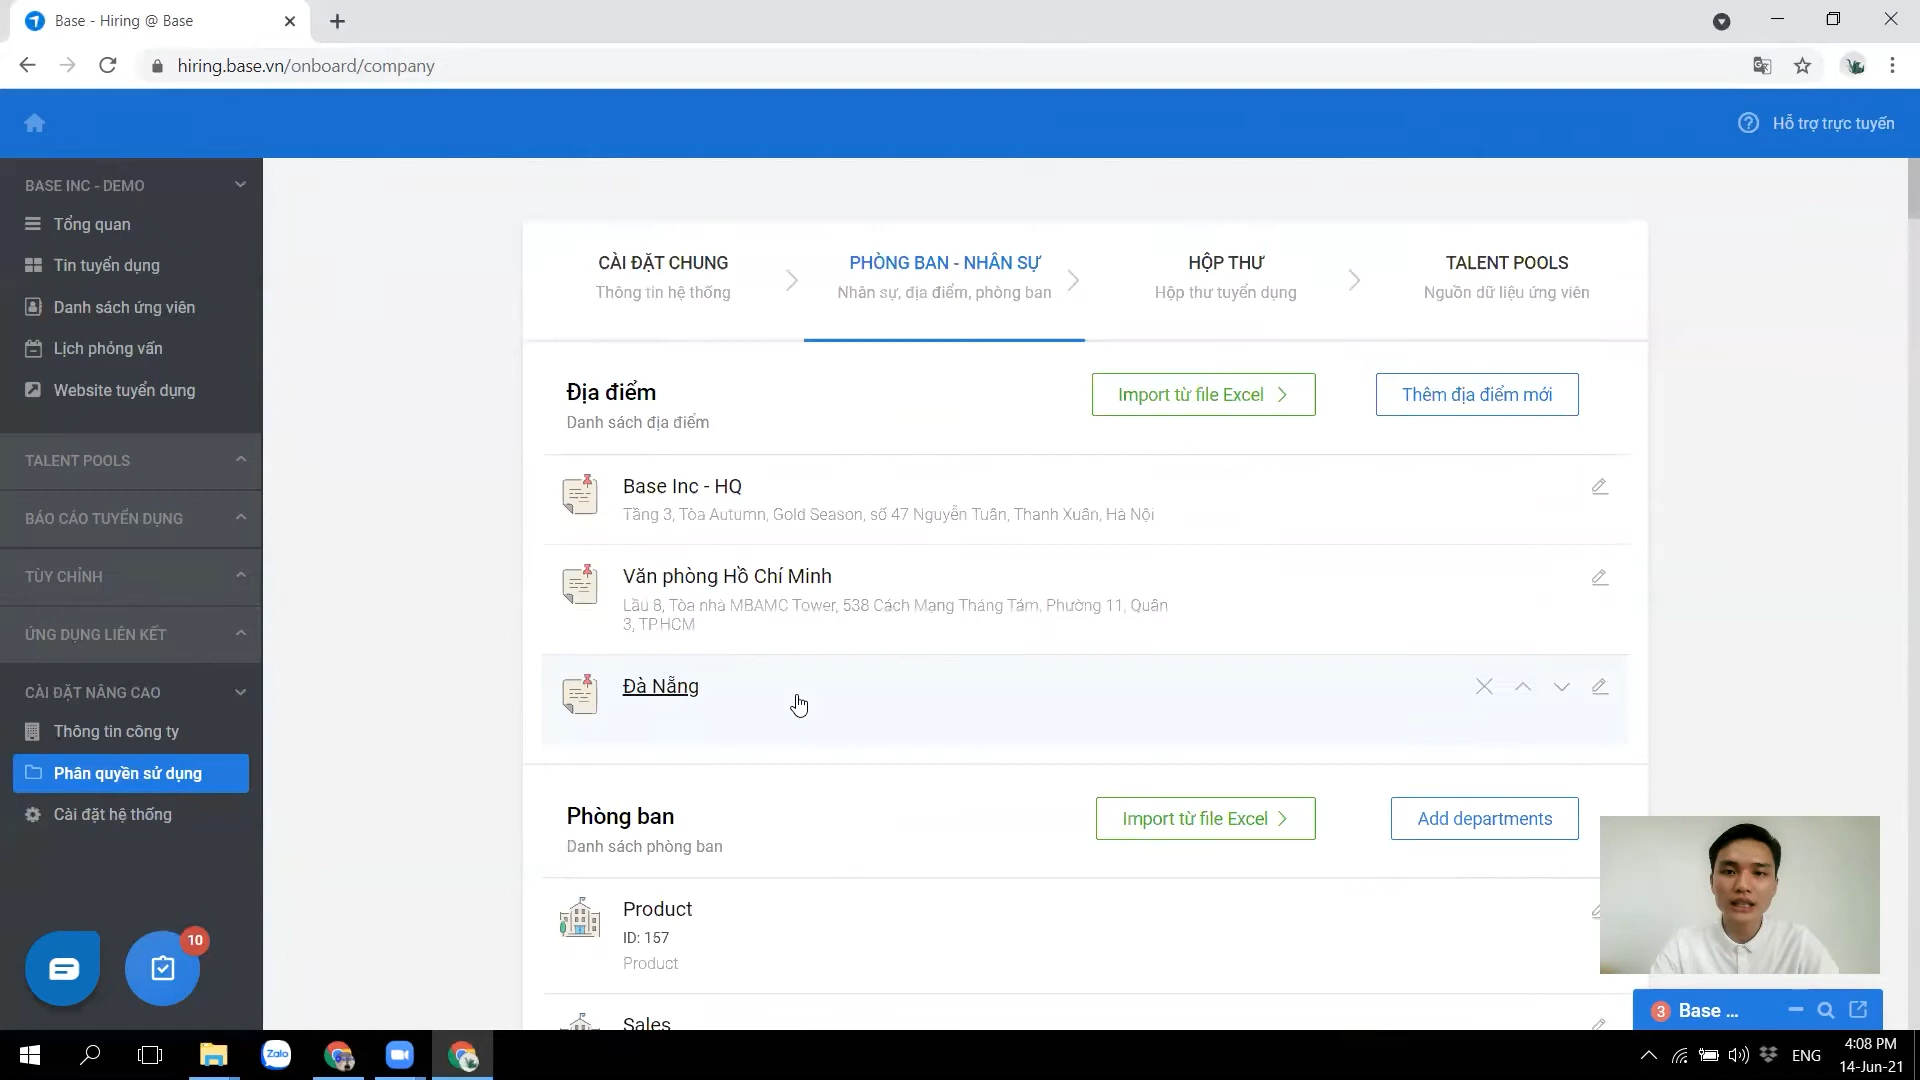 Base - Hiring @ Base
hiring.base.vn/onboard/company
Hỗ trợ trực tuyến
BASE INC - DEMO
Tổng quan
Tin tuyển dụng
Danh sách ứng viên
Lịch phỏng vấn
Website tuyển dụng
TALENT POOLS
BÁO CÁO TUYỂN DỤNG
TÙY CHỈNH
ỨNG DỤNG LIÊN KẾT
CÀI ĐẶT NÂNG CAO
Thông tin công ty
Phân quyền sử dụng
Cài đặt hệ thống
10
CÀI ĐẶT CHUNG
Thông tin hệ thống
PHÒNG BAN - NHÂN SỰ
Nhân sự, địa điểm, phòng ban
HỘP THƯ
Hộp thư tuyển dụng
TALENT POOLS
Nguồn dữ liệu ứng viên
Địa điểm
Danh sách địa điểm
Import từ file Excel
Thêm địa điểm mới
Base Inc - HQ
Tầng 3, Tòa Autumn, Gold Season, số 47 Nguyễn Tuân, Thanh Xuân, Hà Nội
Văn phòng Hồ Chí Minh
Lầu 8, Tòa nhà MBAMC Tower, 538 Cách Mạng Tháng Tám, Phường 11, Quân
3, TPHCM
Đà Nẵng
Phòng ban
Danh sách phòng ban
Import từ file Excel
Add departments
Product
ID: 157
Product
Sales
3 Base ...
Zalo
ENG
4:08 PM
14-Jun-21